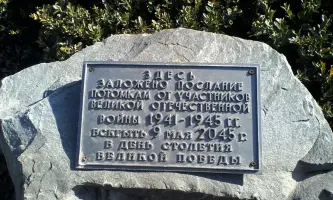 ЗДЕСЬ
ЗАЛОЖЕНО ПОСЛАНИЕ
ПОТОМКАМ ОТ УЧАСТНИКОВ
ВЕЛИКОЙ ОТЕЧЕСТВЕННОЙ
ВОЙНЫ 1941-1945 ГГ.
ВСКРЫТЬ 9 МАЯ 2045 Г.
В ДЕНЬ СТОЛЕТИЯ
ВЕЛИКОЙ ПОБЕДЫ